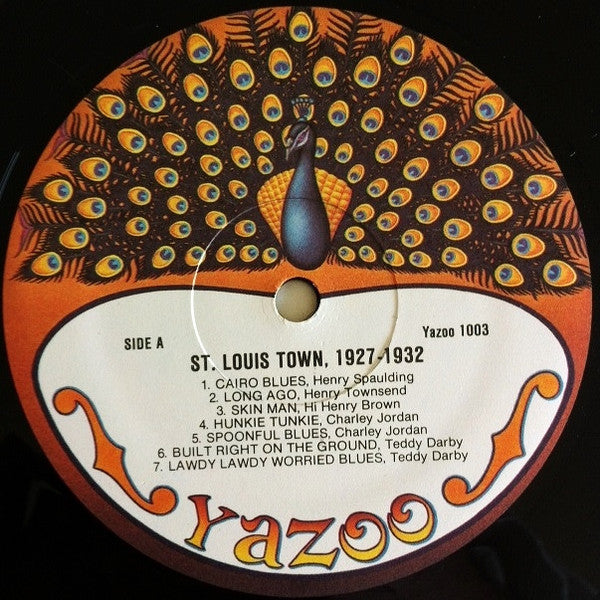 SIDE A
Yazoo 1003
ST. LOUIS TOWN, 1927-1932
1. CAIRO BLUES, Henry Spaulding
2. LONG AGO, Henry Townsend
3. SKIN MAN, Hi Henry Brown
4. HUNKIE TUNKIE, Charley Jordan
5. SPOONFUL BLUES, Charley Jordan
6. BUILT RIGHT ON THE GROUND, Teddy Darby
7. LAWDY LAWDY WORRIED BLUES, Teddy Darby
Yazoo